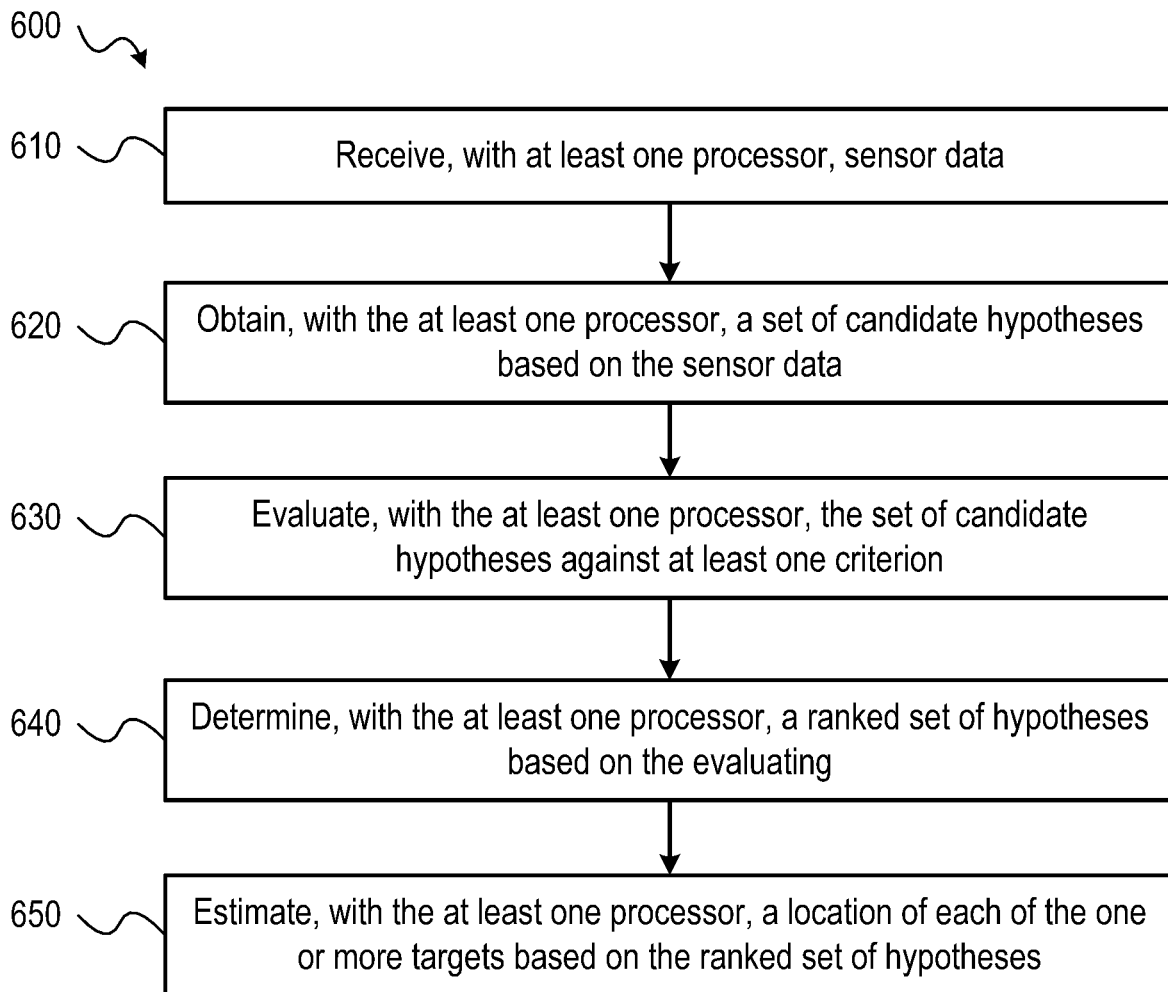 600
610
Receive, with at least one processor, sensor data
620
Obtain, with the at least one processor, a set of candidate hypotheses
based on the sensor data
630
Evaluate, with the at least one processor, the set of candidate
hypotheses against at least one criterion
640
Determine, with the at least one processor, a ranked set of hypotheses
based on the evaluating
650
Estimate, with the at least one processor, a location of each of the one
or more targets based on the ranked set of hypotheses